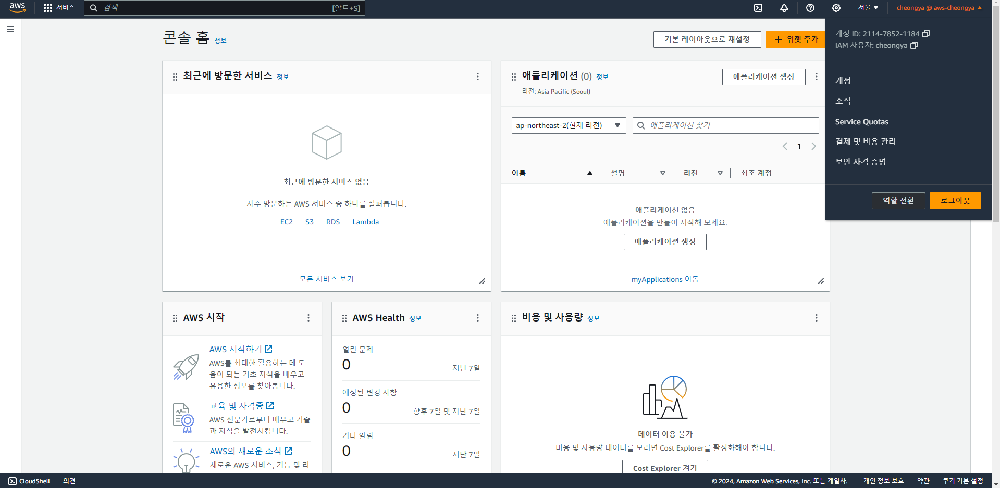 aws
서비스
검색
[알트+S]
서울 ▼
cheongya @ aws-cheongya ▲
계정 ID: 2114-7852-1184
IAM 사용자: cheongya
계정
조직
Service Quotas
결제 및 비용 관리
보안 자격 증명
역할 전환
로그아웃
콘솔 홈 정보
기본 레이아웃으로 재설정
위젯 추가
최근에 방문한 서비스 정보
최근에 방문한 서비스 없음
자주 방문하는 AWS 서비스 중 하나를 살펴봅니다.
EC2 S3 RDS Lambda
모든 서비스 보기
애플리케이션 (0) 정보
애플리케이션 생성
리전: Asia Pacific (Seoul)
ap-northeast-2(현재 리전)
애플리케이션 찾기
1
이름 설명 리전 최초 계정
애플리케이션 없음
애플리케이션을 만들어 시작해 보세요.
애플리케이션 생성
myApplications 이동
AWS 시작
AWS 시작하기
AWS를 최대한 활용하는 데 도
움이 되는 기초 지식을 배우고
유용한 정보를 찾아봅니다.
교육 및 자격증
AWS 전문가로부터 배우고 기술
과 지식을 발전시킵니다.
AWS의 새로운 소식
새로운 AWS 서비스, 기능 및 리
AWS Health 정보
열린 문제
0
지난 7일
예정된 변경 사항
0
향후 7일 및 지난 7일
기타 알림
0
지난 7일
비용 및 사용량 정보
데이터 이용 불가
비용 및 사용량 데이터를 보려면 Cost Explorer를 활성화해야 합니다.
Cost Explorer 켜기
CloudShell
의견
© 2024, Amazon Web Services, Inc. 또는 계열사.
개인 정보 보호
약관
쿠키 기본 설정